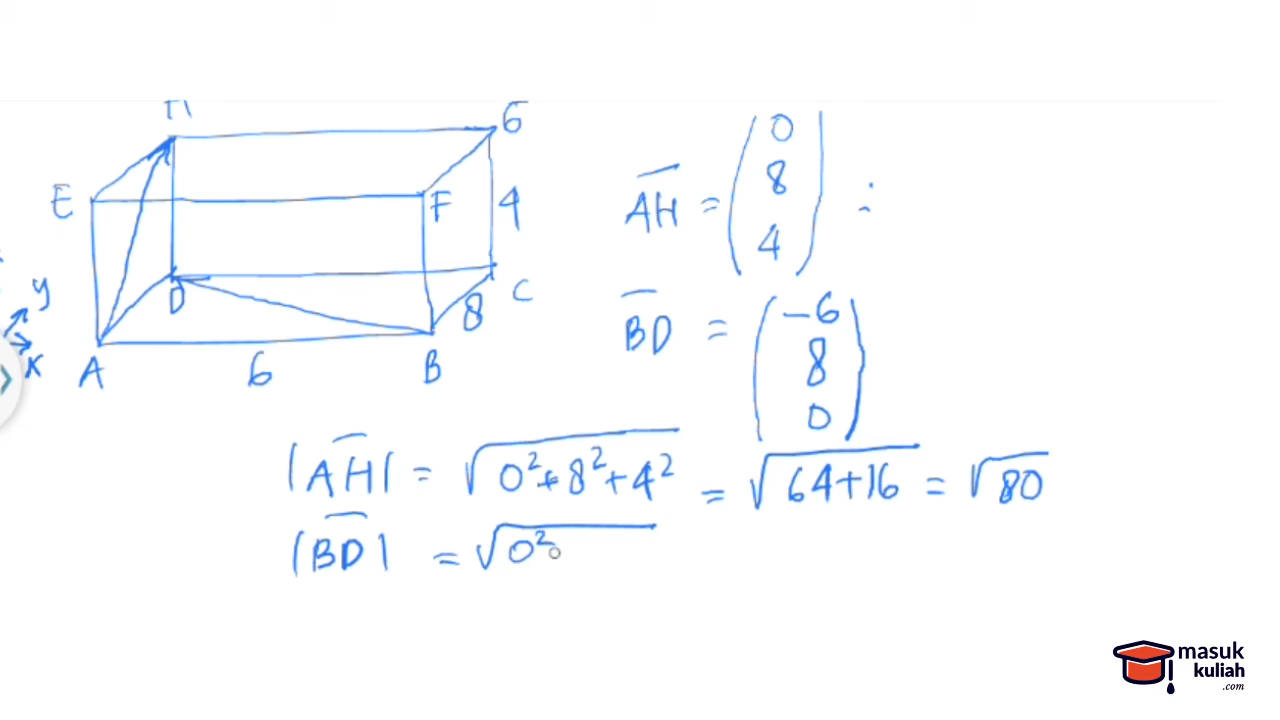 H G
E F 4
y D C
8
x A 6 B
AH = ( 0 8 4 ) :
BD = ( -6 8 0 )
|AH| = √0²+8²+4² = √64+16 = √80
|BD| = √0²
masuk
kuliah
.com